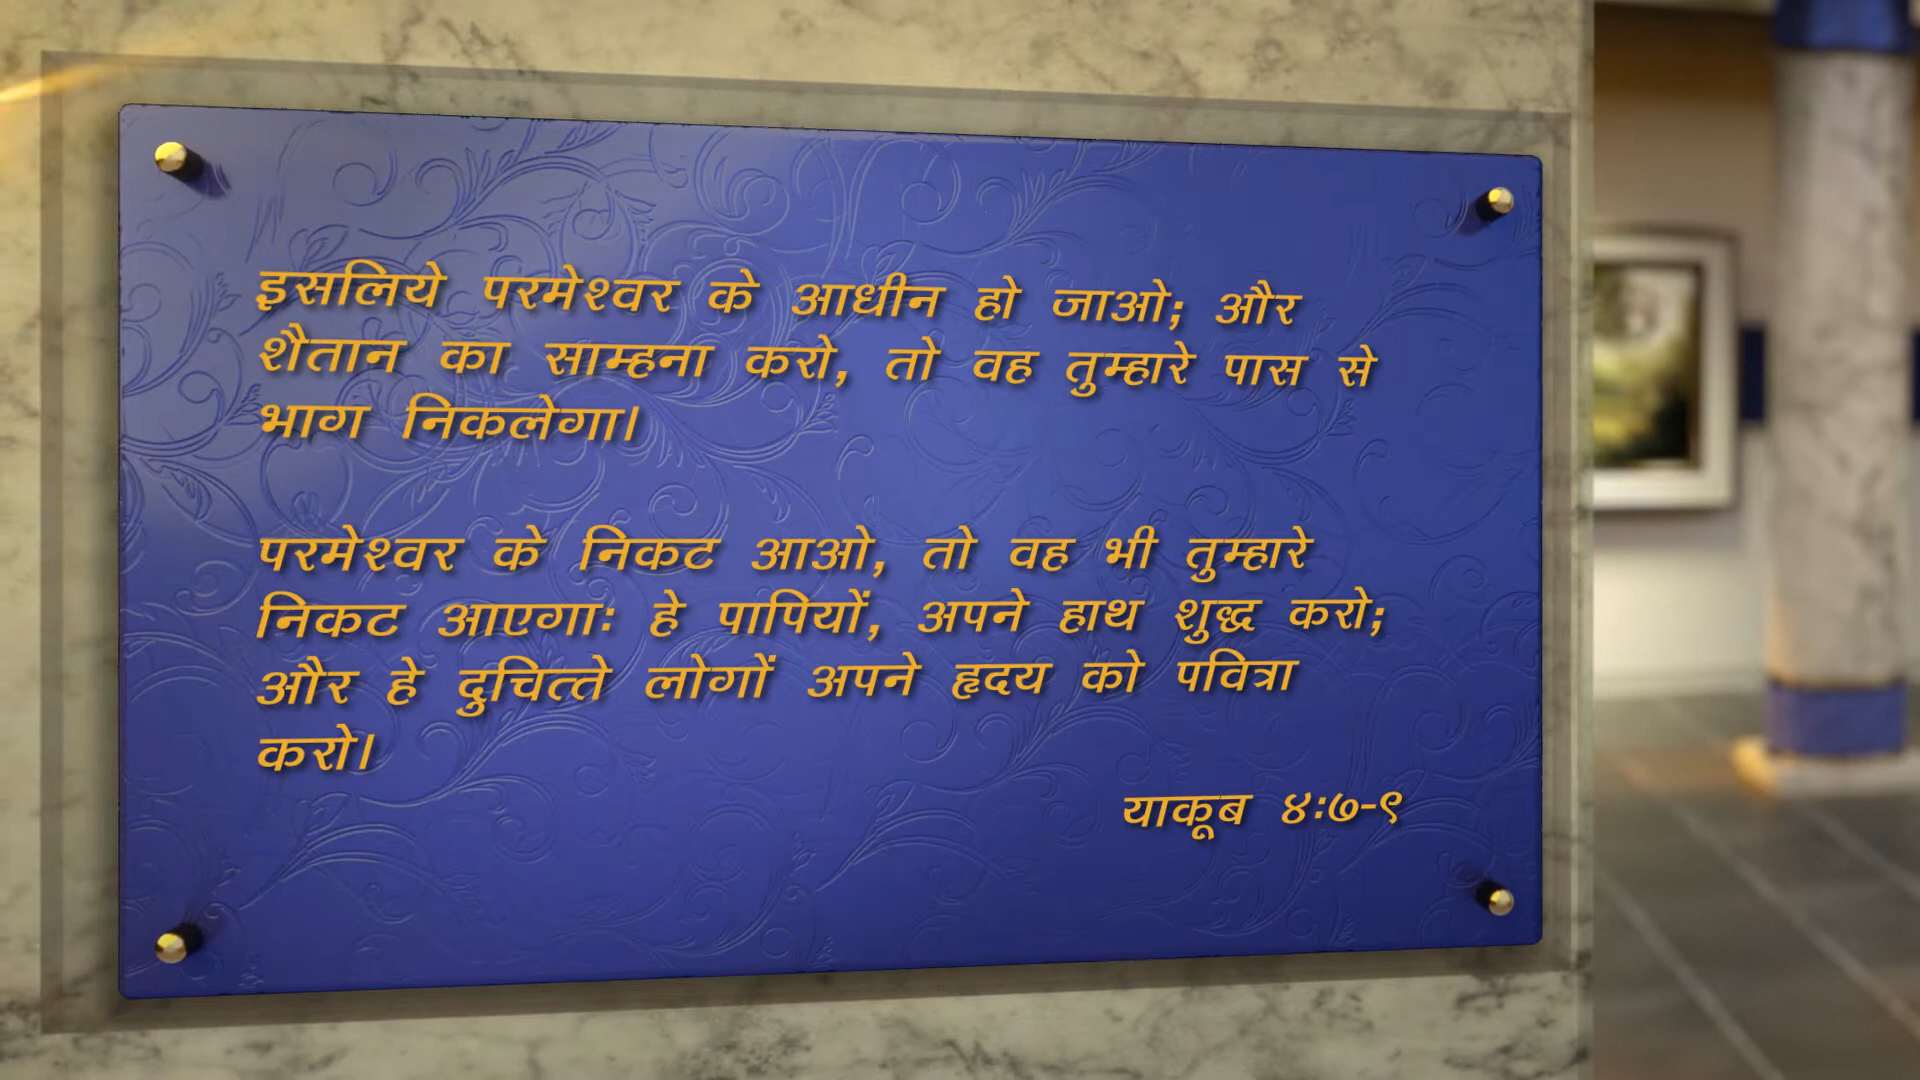 इसलिये परमेश्वर के आधीन हो जाओ; और
शैतान का साम्हना करो, तो वह तुम्हारे पास से
भाग निकलेगा।
परमेश्वर के निकट आओ, तो वह भी तुम्हारे
निकट आएगाः हे पापियों, अपने हाथ शुद्ध करो;
और हे दुचित्ते लोगों अपने हृदय को पवित्रा
करो।
याकूब ४:७-९